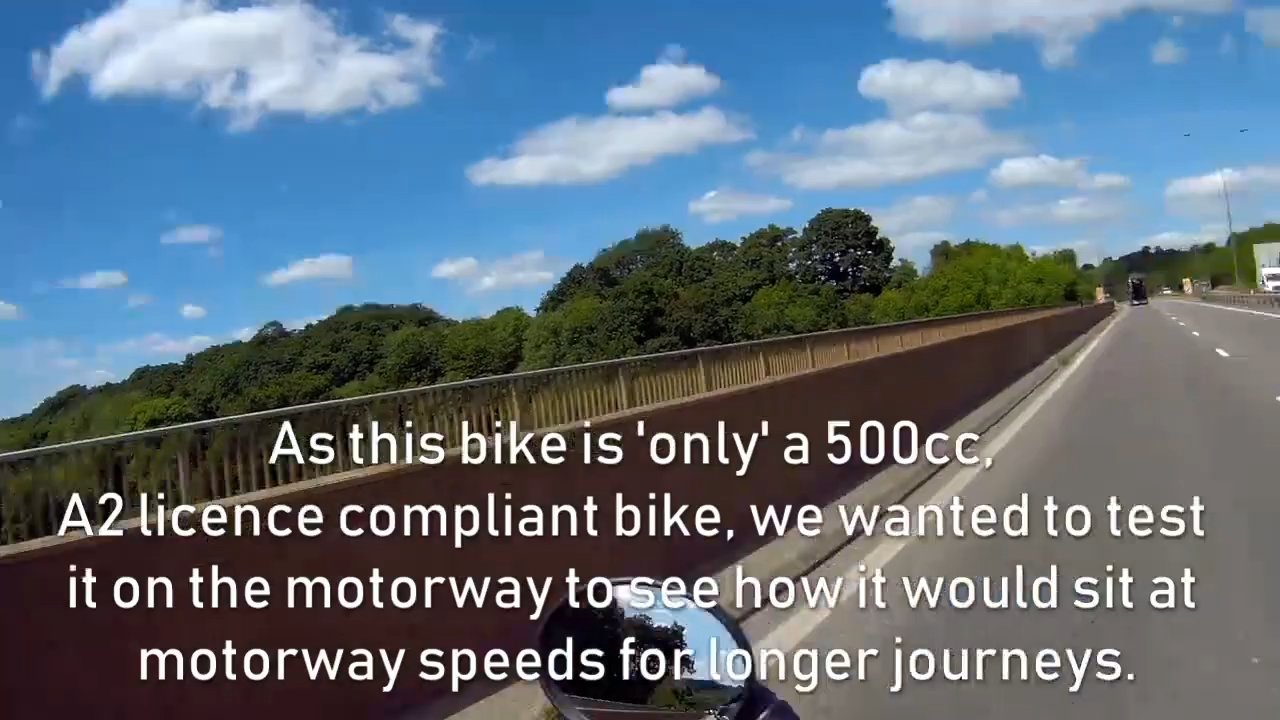 As this bike is 'only' a 500cc,
A2 licence compliant bike, we wanted to test
it on the motorway to see how it would sit at
motorway speeds for longer journeys.